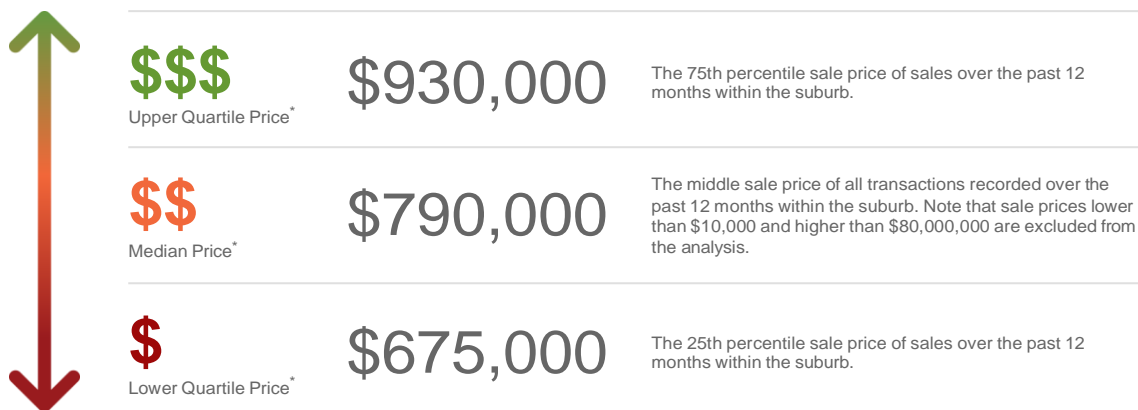 $$$
Upper Quartile Price*
$930,000
The 75th percentile sale price of sales over the past 12
months within the suburb.
$$
Median Price*
$790,000
The middle sale price of all transactions recorded over the
past 12 months within the suburb. Note that sale prices lower
than $10,000 and higher than $80,000,000 are excluded from
the analysis.
$
Lower Quartile Price*
$675,000
The 25th percentile sale price of sales over the past 12
months within the suburb.